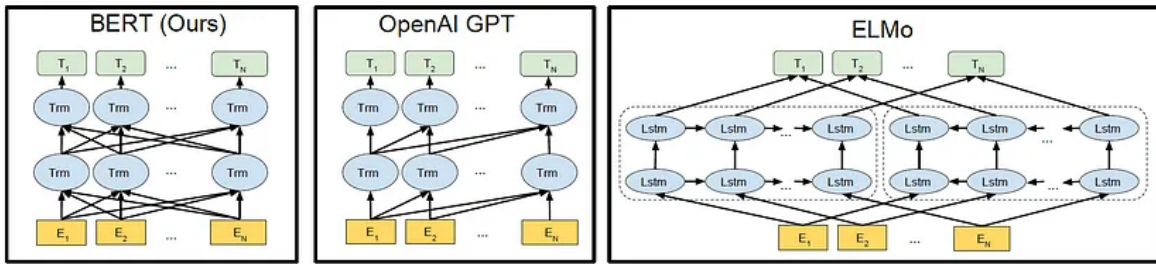 BERT (Ours)
T1 T2 ... TN
Trm Trm ... Trm
Trm Trm ... Trm
E1 E2 ... EN
OpenAI GPT
T1 T2 ... TN
Trm Trm ... Trm
Trm Trm ... Trm
E1 E2 ... EN
ELMo
T1 T2 ... TN
Lstm Lstm ... Lstm Lstm Lstm ... Lstm
Lstm Lstm ... Lstm Lstm Lstm ... Lstm
E1 E2 ... EN